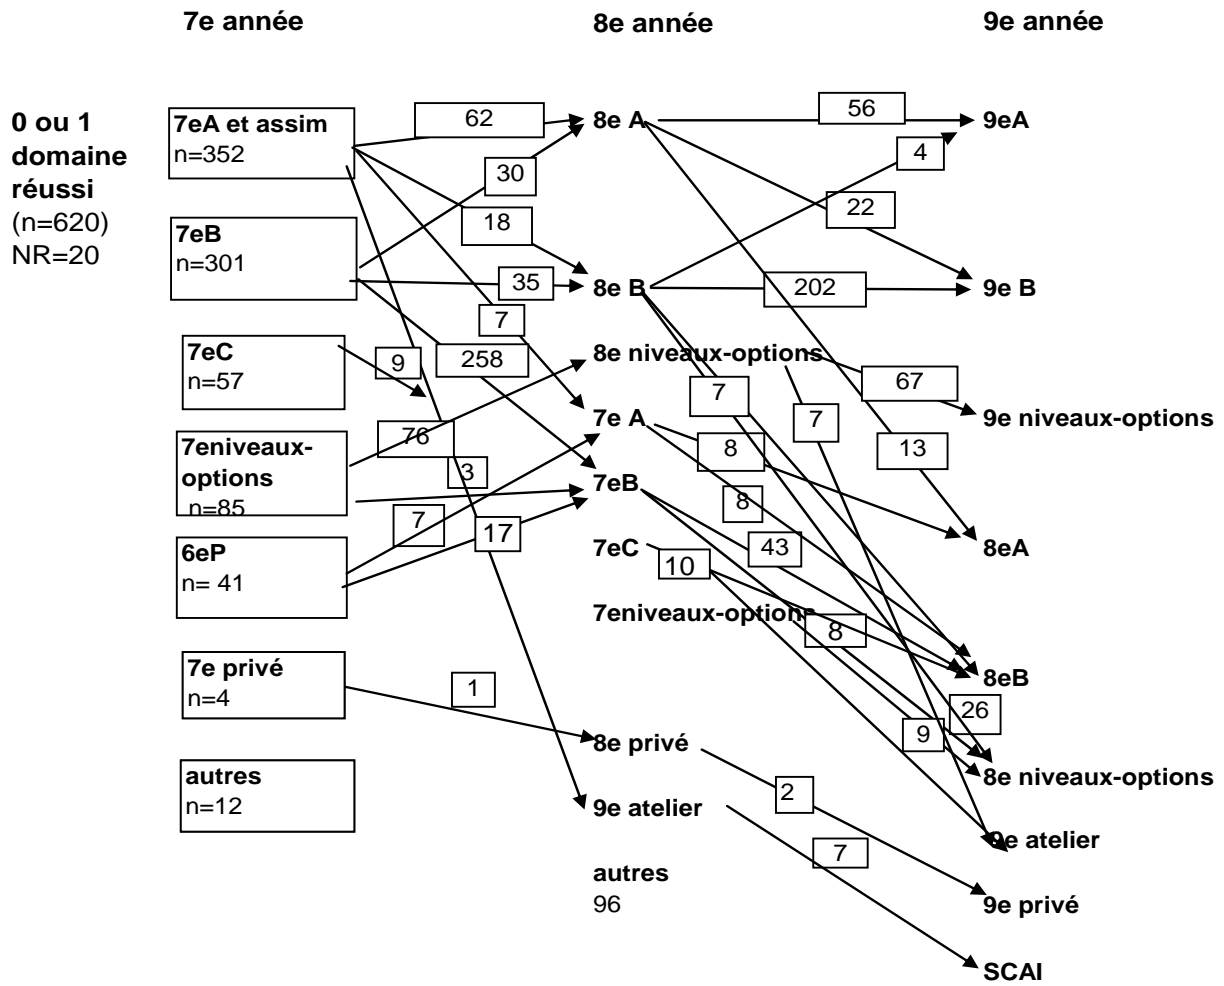 7e année
8e année
9e année
0 ou 1
domaine
réussi
(n=620)
NR=20
7eA et assim
n=352
7eB
n=301
7eC
n=57
7eniveaux-
options
n=85
6eP
n= 41
7e privé
n=4
autres
n=12
62
30
18
35
7
258
9
76
3
7
17
1
8e A
8e B
8e niveaux-options
7e A
7eB
7eC
7eniveaux-options
8e privé
9e atelier
autres
96
56
4
22
202
67
7
7
13
8
8
43
10
8
26
9
2
7
9eA
9e B
9e niveaux-options
8eA
8eB
8e niveaux-options
9e atelier
9e privé
SCAI